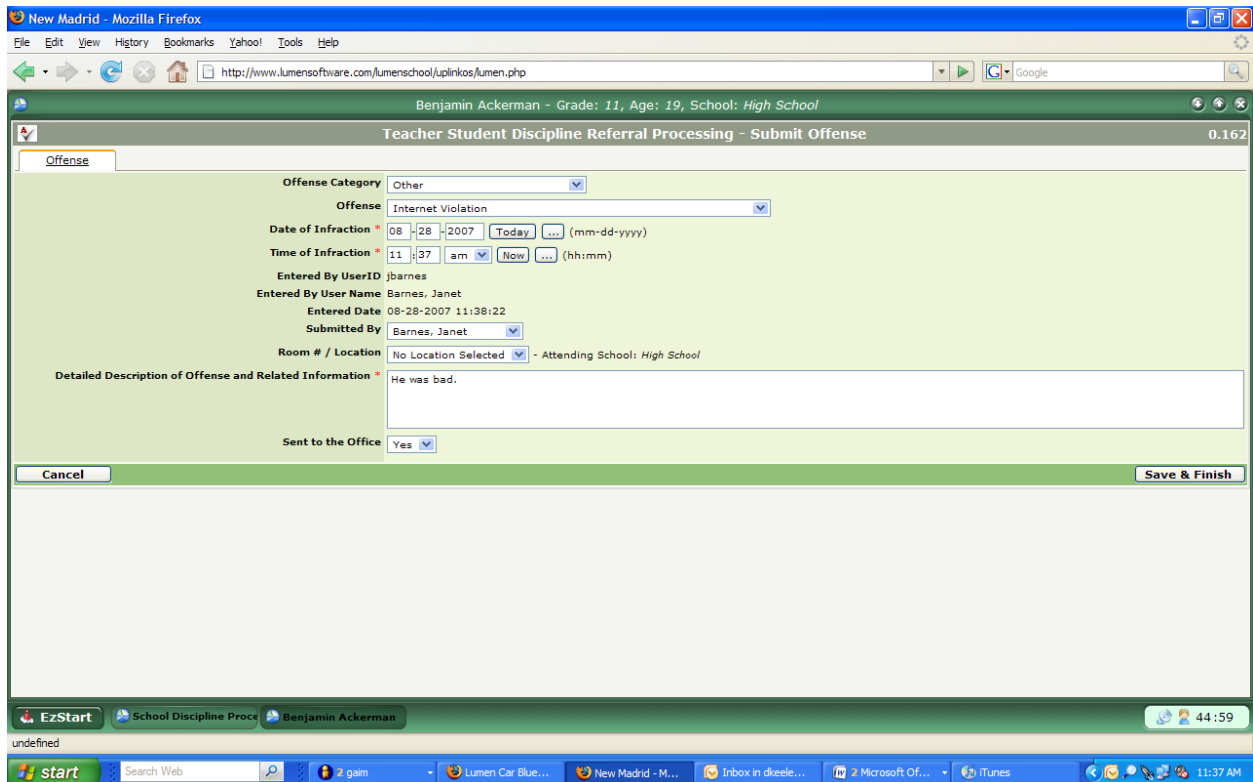 New Madrid - Mozilla Firefox
File Edit View History Bookmarks Yahoo! Tools Help
http://www.lumensoftware.com/lumenschool/uplinkos/lumen.php G Google
Benjamin Ackerman - Grade: 11, Age: 19, School: High School
Teacher Student Discipline Referral Processing - Submit Offense 0.162
Offense
Offense Category Other
Offense Internet Violation
Date of Infraction * 08 - 28 - 2007 Today ... (mm-dd-yyyy)
Time of Infraction * 11 : 37 am Now ... (hh:mm)
Entered By UserID jbarnes
Entered By User Name Barnes, Janet
Entered Date 08-28-2007 11:38:22
Submitted By Barnes, Janet
Room # / Location No Location Selected - Attending School: High School
Detailed Description of Offense and Related Information * He was bad.
Sent to the Office Yes
Cancel Save & Finish
EzStart School Discipline Proce Benjamin Ackerman 44:59
undefined
start Search Web 2 gaim Lumen Car Blue... New Madrid - M... Inbox in dkeele... 2 Microsoft Of... iTunes 11:37 AM